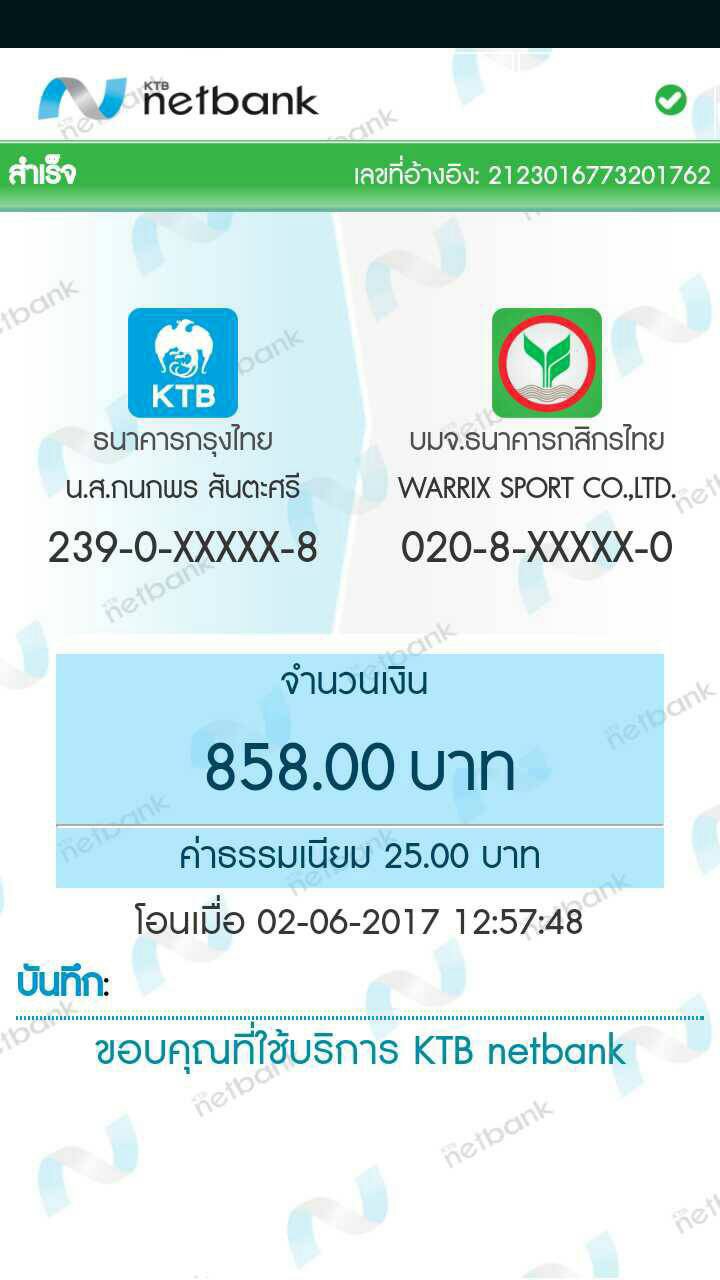 KTB netbank
สำเร็จ
เลขที่อ้างอิง: 2123016773201762
KTB
ธนาคารกรุงไทย
น.ส.กนกพร สันตะศรี
239-0-XXXXX-8
บมจ.ธนาคารกสิกรไทย
WARRIX SPORT CO.,LTD.
020-8-XXXXX-0
จำนวนเงิน
858.00 บาท
ค่าธรรมเนียม 25.00 บาท
โอนเมื่อ 02-06-2017 12:57:48
บันทึก:
ขอบคุณที่ใช้บริการ KTB netbank